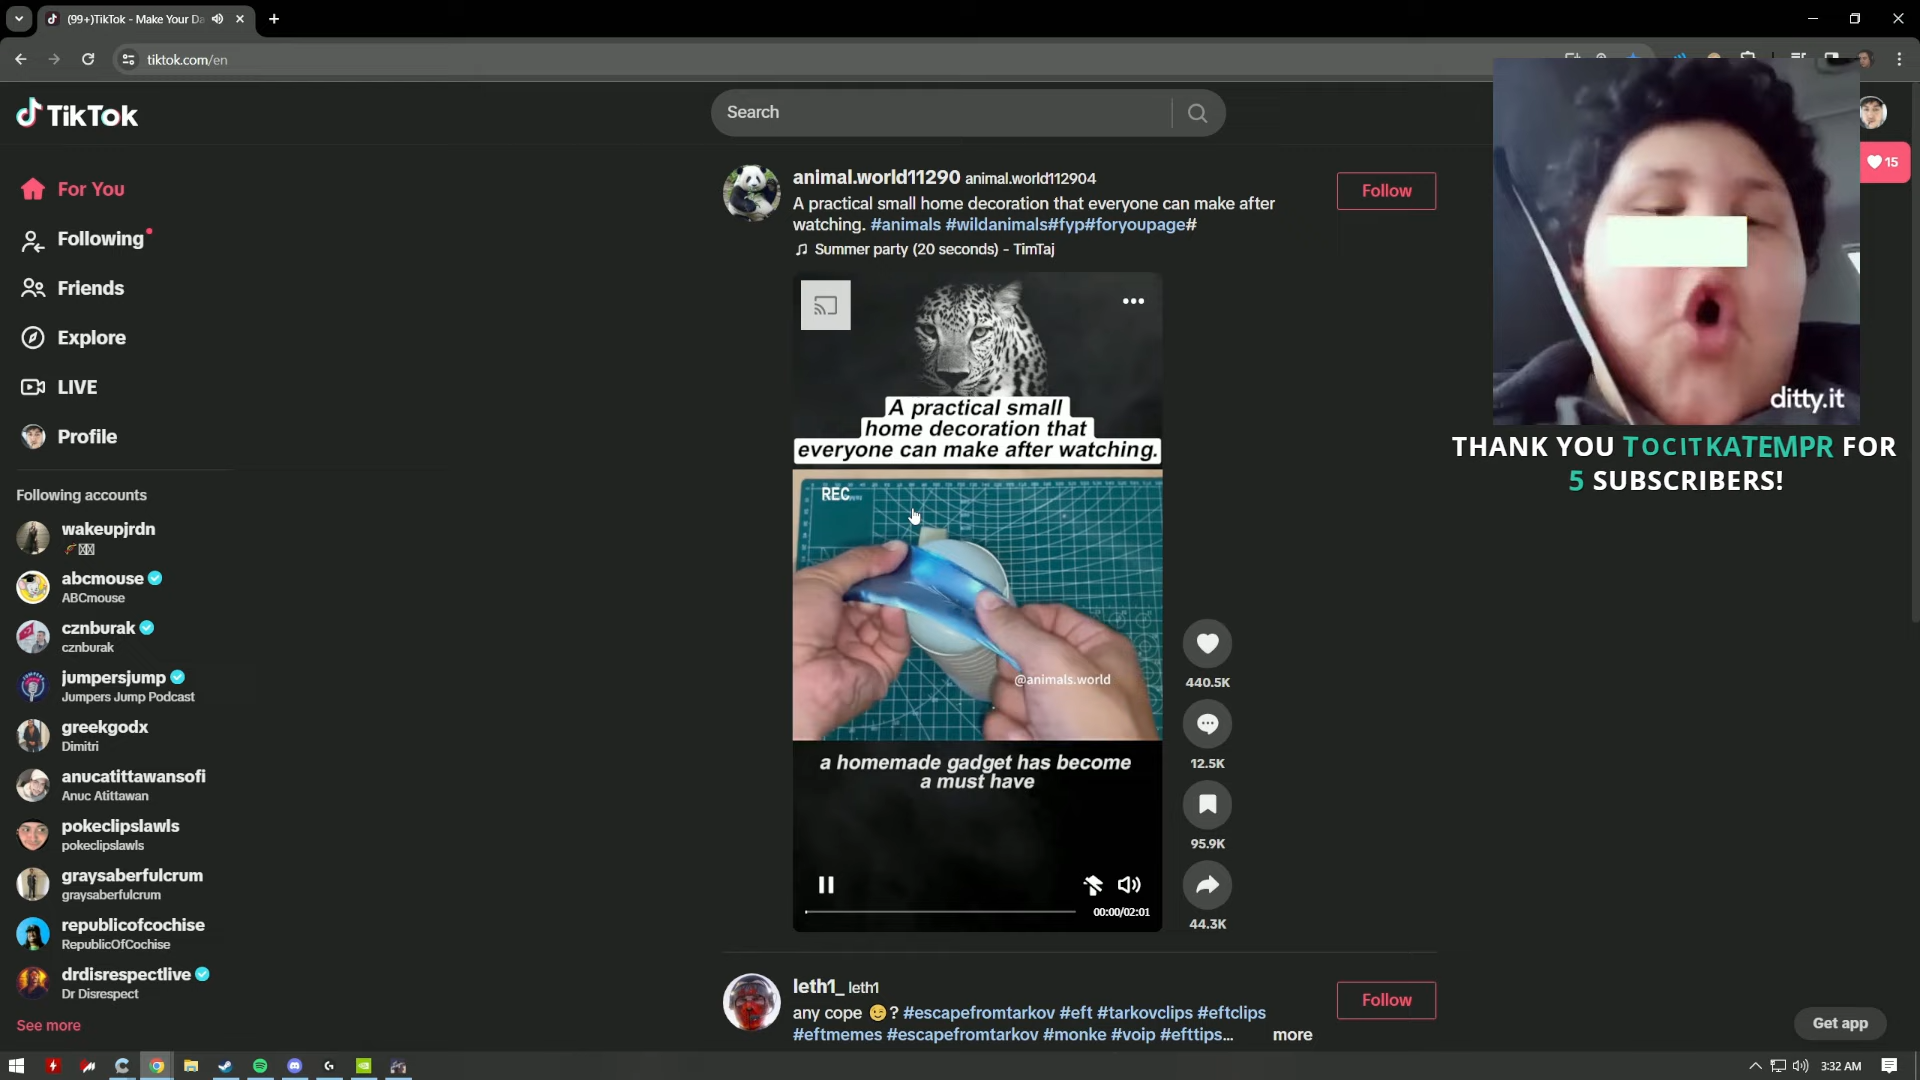 (99+)TikTok - Make Your Da
tiktok.com/en
TikTok
Search
15
For You
Following
Friends
Explore
LIVE
Profile
Following accounts
wakeupjrdn
abcmouse
ABCmouse
cznburak
cznburak
jumpersjump
Jumpers Jump Podcast
greekgodx
Dimitri
anucatittawansofi
Anuc Atittawan
pokeclipslawls
pokeclipslawls
graysaberfulcrum
graysaberfulcrum
republicofcochise
RepublicOfCochise
drdisrespectlive
Dr Disrespect
See more
animal.world11290 animal.world112904
A practical small home decoration that everyone can make after
watching. #animals #wildanimals#fyp#foryoupage#
Summer party (20 seconds) - TimTaj
Follow
A practical small
home decoration that
everyone can make after watching.
REC
@animals.world
a homemade gadget has become
a must have
00:00/02:01
440.5K
12.5K
95.9K
44.3K
leth1_ leth1
any cope 😉? #escapefromtarkov #eft #tarkovclips #eftclips
#eftmemes #escapefromtarkov #monke #voip #efttips... more
Follow
ditty.it
THANK YOU TOCITKATEMPR FOR
5 SUBSCRIBERS!
Get app
3:32 AM